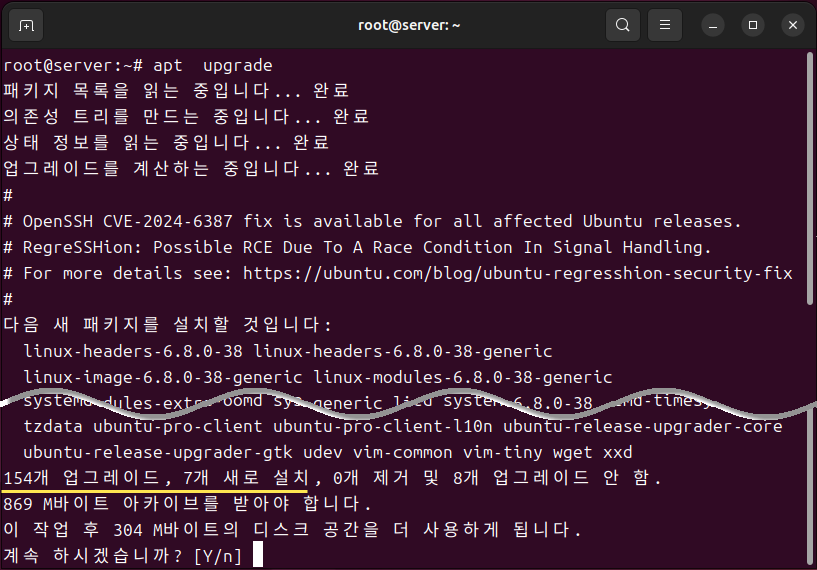 root@server: ~
root@server:~# apt  upgrade
패키지 목록을 읽는 중입니다... 완료
의존성 트리를 만드는 중입니다... 완료
상태 정보를 읽는 중입니다... 완료
업그레이드를 계산하는 중입니다... 완료
#
# OpenSSH CVE-2024-6387 fix is available for all affected Ubuntu releases.
# RegreSSHion: Possible RCE Due To A Race Condition In Signal Handling.
# For more details see: https://ubuntu.com/blog/ubuntu-regresshion-security-fix
#
다음 새 패키지를 설치할 것입니다:
linux-headers-6.8.0-38 linux-headers-6.8.0-38-generic
linux-image-6.8.0-38-generic linux-modules-6.8.0-38-generic
tzdata ubuntu-pro-client ubuntu-pro-client-l10n ubuntu-release-upgrader-core
ubuntu-release-upgrader-gtk udev vim-common vim-tiny wget xxd
154개 업그레이드, 7개 새로 설치, 0개 제거 및 8개 업그레이드 안 함.
869 M바이트 아카이브를 받아야 합니다.
이 작업 후 304 M바이트의 디스크 공간을 더 사용하게 됩니다.
계속 하시겠습니까? [Y/n]